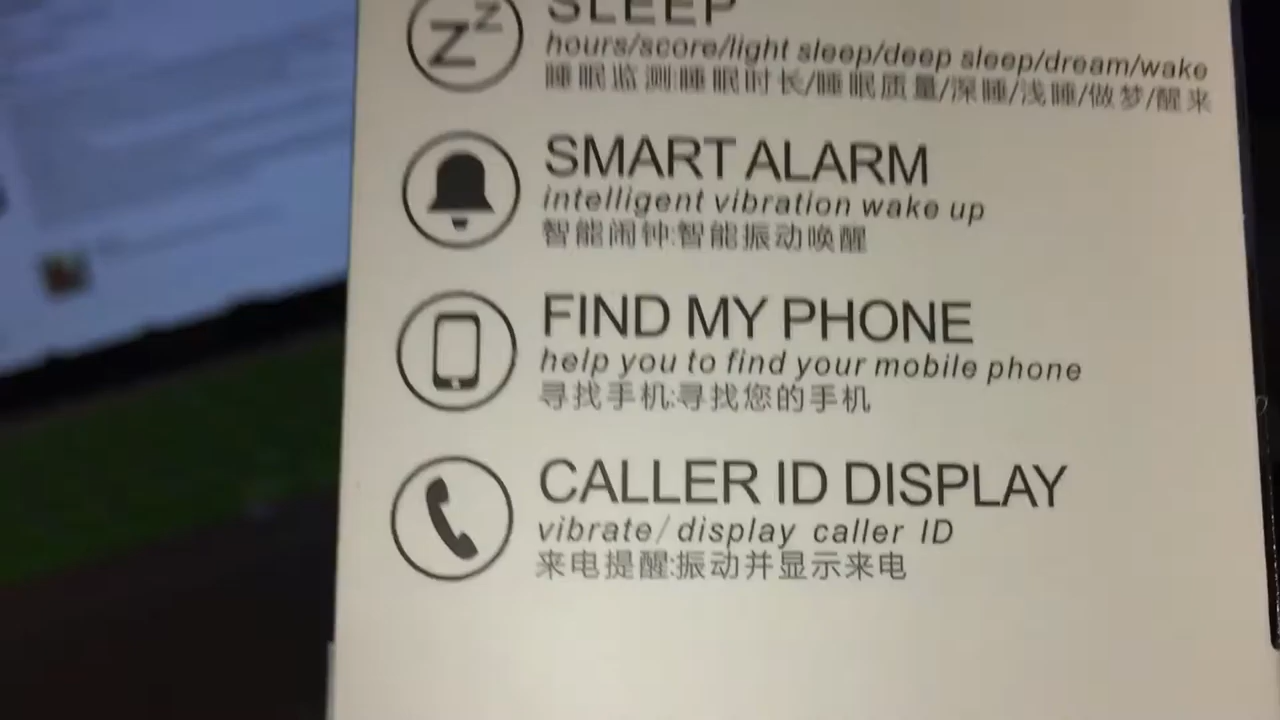 zz
SLEEP
hours/score/light sleep/deep sleep/dream/wake
睡眠监测:睡眠时长/睡眠质量/深睡/浅睡/做梦/醒来
SMART ALARM
intelligent vibration wake up
智能闹钟:智能振动唤醒
FIND MY PHONE
help you to find your mobile phone
寻找手机:寻找您的手机
CALLER ID DISPLAY
vibrate/display caller ID
来电提醒:振动并显示来电